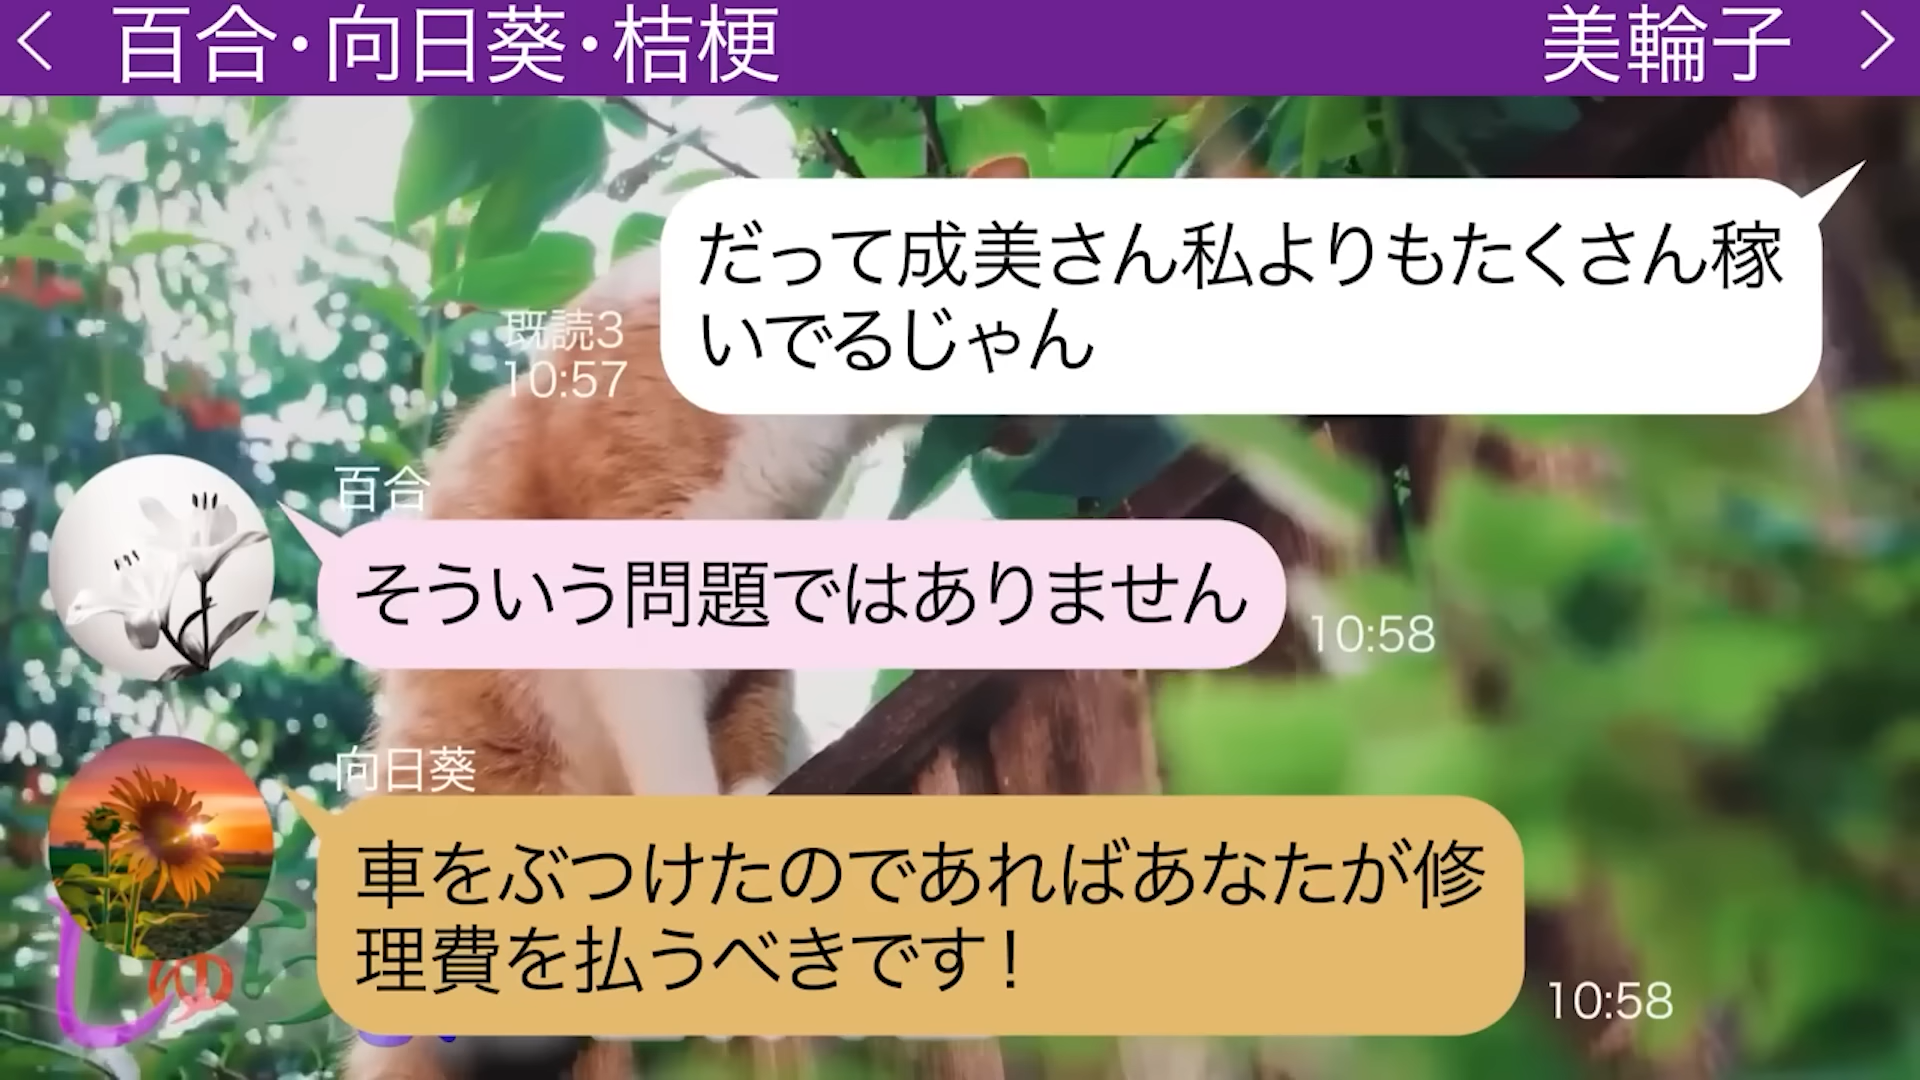 百合・向日葵・桔梗
美輪子
だって成美さん私よりもたくさん稼
いでるじゃん
既読3
10:57
百合
そういう問題ではありません
10:58
向日葵
車をぶつけたのであればあなたが修
理費を払うべきです!
10:58